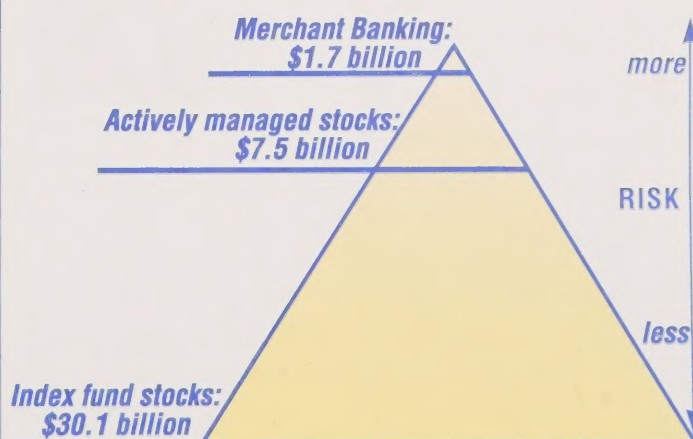 Merchant Banking:
$1.7 billion
more
Actively managed stocks:
$7.5 billion
RISK
less
Index fund stocks:
$30.1 billion